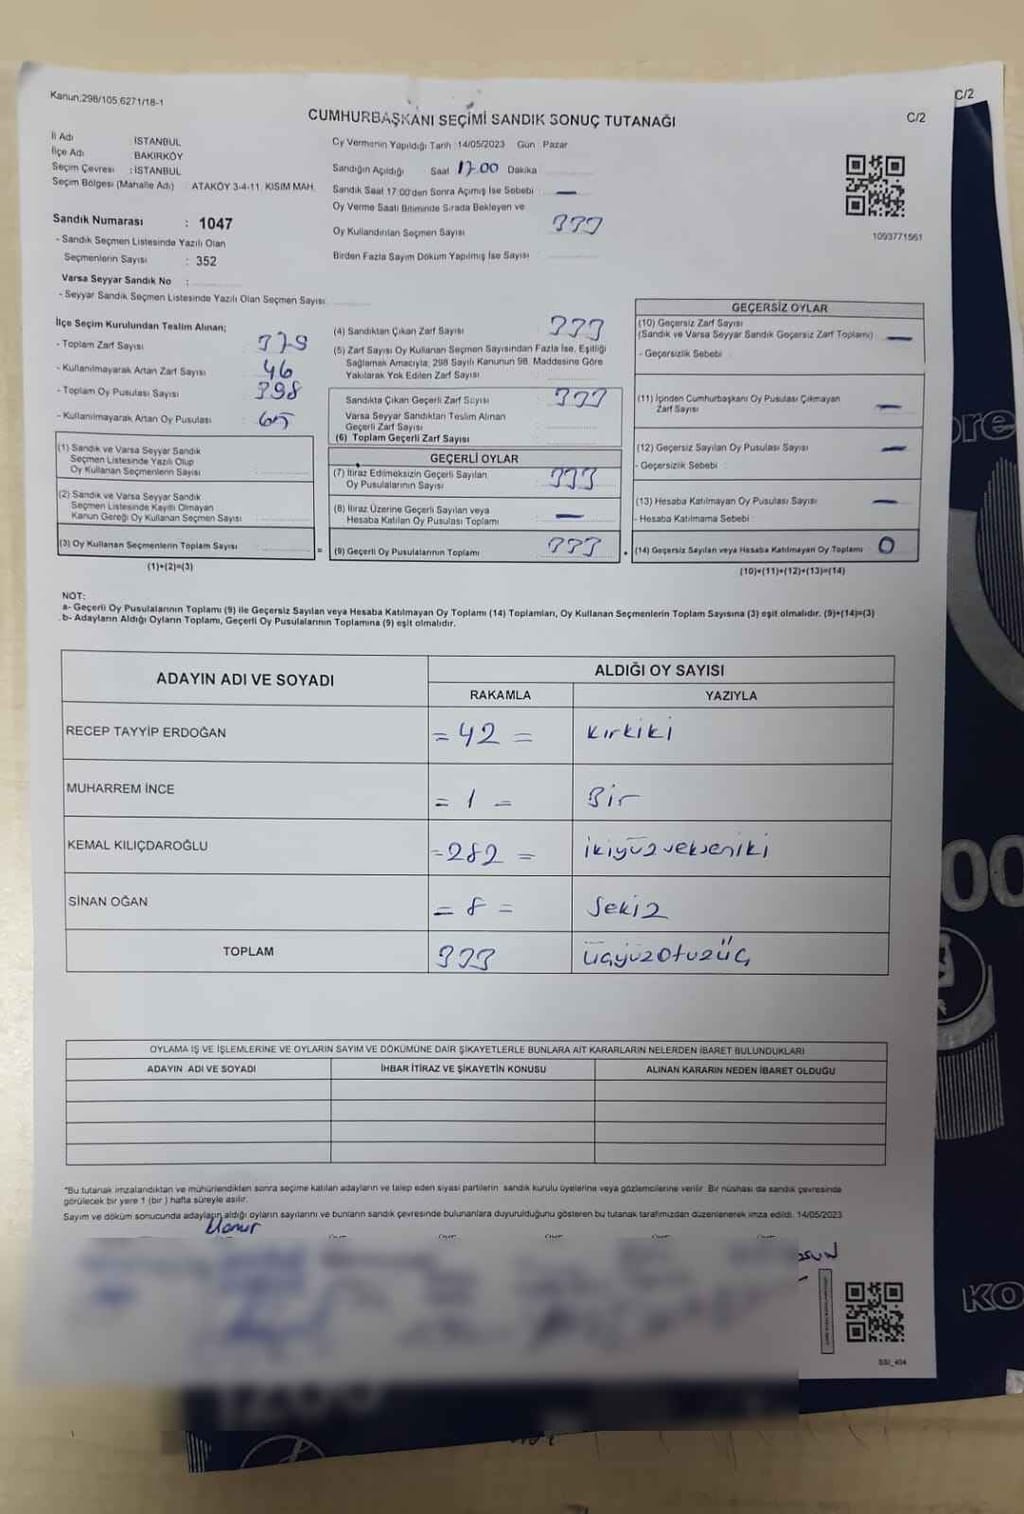 Kanun:298/105,6271/18-1
C/2
C/2
CUMHURBAŞKANI SEÇİMİ SANDIK SONUÇ TUTANAĞI
İl Adı : İSTANBUL
İlçe Adı : BAKIRKÖY
Seçim Çevresi : İSTANBUL
Seçim Bölgesi (Mahalle Adı) ATAKÖY 3-4-11. KISIM MAH.
Oy Vermenin Yapıldığı Tarih : 14/05/2023 Gün : Pazar
Sandığın Açıldığı Saat 17.00 Dakika
Sandık Saat 17:00'den Sonra Açımış İse Sebebi : —
Oy Verme Saati Bitiminde Sırada Bekleyen ve
Oy Kullandırılan Seçmen Sayısı 333
Birden Fazla Sayım Döküm Yapılmış İse Sayısı
1093771561
Sandık Numarası : 1047
- Sandık Seçmen Listesinde Yazılı Olan
Seçmenlerin Sayısı : 352
Varsa Seyyar Sandık No :
- Seyyar Sandık Seçmen Listesinde Yazılı Olan Seçmen Sayısı
İlçe Seçim Kurulundan Teslim Alınan;
- Toplam Zarf Sayısı 379
- Kullanılmayarak Artan Zarf Sayısı 46
- Toplam Oy Pusulası Sayısı 398
- Kullanılmayarak Artan Oy Pusulası 65
(1) Sandık ve Varsa Seyyar Sandık
Seçmen Listesinde Yazılı Olup
Oy Kullanan Seçmenlerin Sayısı
(2) Sandık ve Varsa Seyyar Sandık
Seçmen Listesinde Kayıtlı Olmayan
Kanun Gereği Oy Kullanan Seçmen Sayısı
(3) Oy Kullanan Seçmenlerin Toplam Sayısı
=
(1)+(2)=(3)
(4) Sandıktan Çıkan Zarf Sayısı 333
(5) Zarf Sayısı Oy Kullanan Seçmen Sayısından Fazla İse, Eşitliği
Sağlamak Amacıyla; 298 Sayılı Kanunun 98. Maddesine Göre
Yakılarak Yok Edilen Zarf Sayısı
Sandıkta Çıkan Geçerli Zarf Sayısı 333
Varsa Seyyar Sandıktan Teslim Alınan
Geçerli Zarf Sayısı
(6) Toplam Geçerli Zarf Sayısı
GEÇERLİ OYLAR
(7) İtiraz Edilmeksizin Geçerli Sayılan
Oy Pusulalarının Sayısı 333
(8) İtiraz Üzerine Geçerli Sayılan veya
Hesaba Katılan Oy Pusulası Toplamı —
(9) Geçerli Oy Pusulalarının Toplamı 333
+
GEÇERSİZ OYLAR
(10) Geçersiz Zarf Sayısı
(Sandık ve Varsa Seyyar Sandık Geçersiz Zarf Toplamı) —
- Geçersizlik Sebebi :
(11) İçinden Cumhurbaşkanı Oy Pusulası Çıkmayan
Zarf Sayısı —
(12) Geçersiz Sayılan Oy Pusulası Sayısı —
- Geçersizlik Sebebi :
(13) Hesaba Katılmayan Oy Pusulası Sayısı —
- Hesaba Katılmama Sebebi :
(14) Geçersiz Sayılan veya Hesaba Katılmayan Oy Toplamı 0
(10)+(11)+(12)+(13)=(14)
NOT:
a- Geçerli Oy Pusulalarının Toplamı (9) ile Geçersiz Sayılan veya Hesaba Katılmayan Oy Toplamı (14) Toplamları, Oy Kullanan Seçmenlerin Toplam Sayısına (3) eşit olmalıdır. (9)+(14)=(3)
b- Adayların Aldığı Oyların Toplamı, Geçerli Oy Pusulalarının Toplamına (9) eşit olmalıdır.
ADAYIN ADI VE SOYADI
ALDIĞI OY SAYISI
RAKAMLA YAZIYLA
RECEP TAYYİP ERDOĞAN = 42 = kırkiki
MUHARREM İNCE = 1 = Bir
KEMAL KILIÇDAROĞLU = 282 = ikiyüzsekseniki
SİNAN OĞAN = 8 = Sekiz
TOPLAM 333 üçyüzotuzüç
OYLAMA İŞ VE İŞLEMLERİNE VE OYLARIN SAYIM VE DÖKÜMÜNE DAİR ŞİKAYETLERLE BUNLARA AİT KARARLARIN NELERDEN İBARET BULUNDUKLARI
ADAYIN ADI VE SOYADI İHBAR İTİRAZ VE ŞİKAYETİN KONUSU ALINAN KARARIN NEDEN İBARET OLDUĞU
*Bu tutanak imzalandıktan ve mühürlendikten sonra seçime katılan adayların ve talep eden siyasi partilerin sandık kurulu üyelerine veya gözlemcilerine verilir. Bir nüshası da sandık çevresinde
görülecek bir yere 1 (bir ) hafta süreyle asılır.
Sayım ve döküm sonucunda adayların aldığı oyların sayılarını ve bunların sandık çevresinde bulunanlara duyurulduğunu gösteren bu tutanak tarafımızdan düzenlenerek imza edildi. 14/05/2023
ore
00
KO